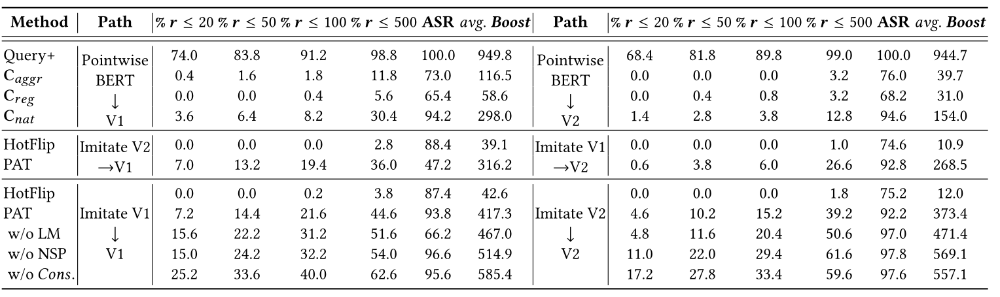 Method Path % r ≤ 20 % r ≤ 50 % r ≤ 100 % r ≤ 500 ASR avg. Boost Path % r ≤ 20 % r ≤ 50 % r ≤ 100 % r ≤ 500 ASR avg. Boost
Query+ Pointwise 74.0 83.8 91.2 98.8 100.0 949.8 Pointwise 68.4 81.8 89.8 99.0 100.0 944.7
C_aggr BERT 0.4 1.6 1.8 11.8 73.0 116.5 BERT 0.0 0.0 0.0 3.2 76.0 39.7
C_reg ↓ 0.0 0.0 0.4 5.6 65.4 58.6 ↓ 0.0 0.4 0.8 3.2 68.2 31.0
C_nat V1 3.6 6.4 8.2 30.4 94.2 298.0 V2 1.4 2.8 3.8 12.8 94.6 154.0
HotFlip Imitate V2 0.0 0.0 0.0 2.8 88.4 39.1 Imitate V1 0.0 0.0 0.0 1.0 74.6 10.9
PAT →V1 7.0 13.2 19.4 36.0 47.2 316.2 →V2 0.6 3.8 6.0 26.6 92.8 268.5
HotFlip 0.0 0.0 0.2 3.8 87.4 42.6 0.0 0.0 0.0 1.8 75.2 12.0
PAT Imitate V1 7.2 14.4 21.6 44.6 93.8 417.3 Imitate V2 4.6 10.2 15.2 39.2 92.2 373.4
w/o LM ↓ 15.6 22.2 31.2 51.6 66.2 467.0 ↓ 4.8 11.6 20.4 50.6 97.0 471.4
w/o NSP V1 15.0 24.2 32.2 54.0 96.6 514.9 V2 11.0 22.0 29.4 61.6 97.8 569.1
w/o Cons. 25.2 33.6 40.0 62.6 95.6 585.4 17.2 27.8 33.4 59.6 97.6 557.1